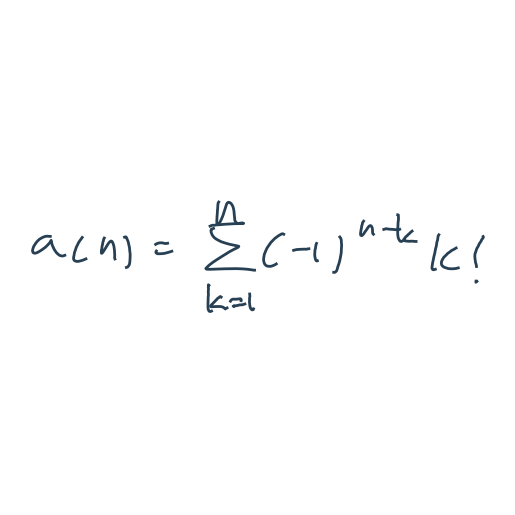 a(n) = \sum_{k=1}^{n} (-1)^{n-k} k!